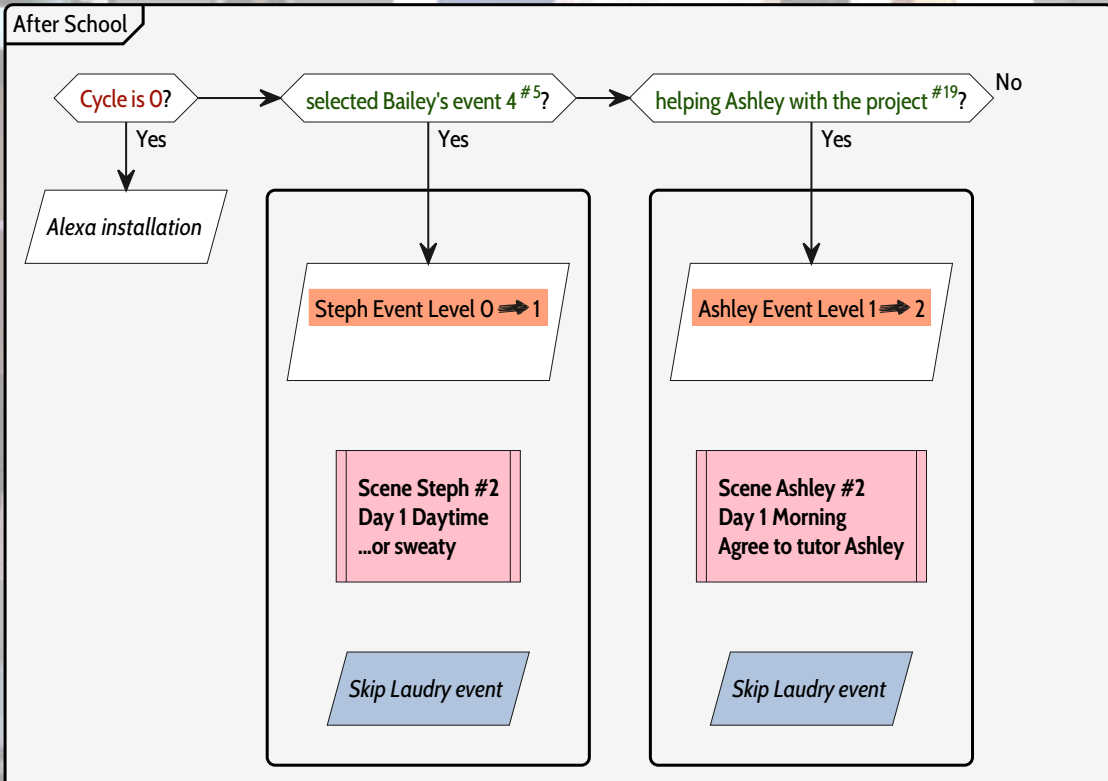 After School
Cycle is 0?
selected Bailey's event 4 #5?
helping Ashley with the project #19?
No
Yes
Yes
Yes
Alexa installation
Steph Event Level 0 ➾ 1
Ashley Event Level 1 ➾ 2
Scene Steph #2
Day 1 Daytime
...or sweaty
Scene Ashley #2
Day 1 Morning
Agree to tutor Ashley
Skip Laudry event
Skip Laudry event